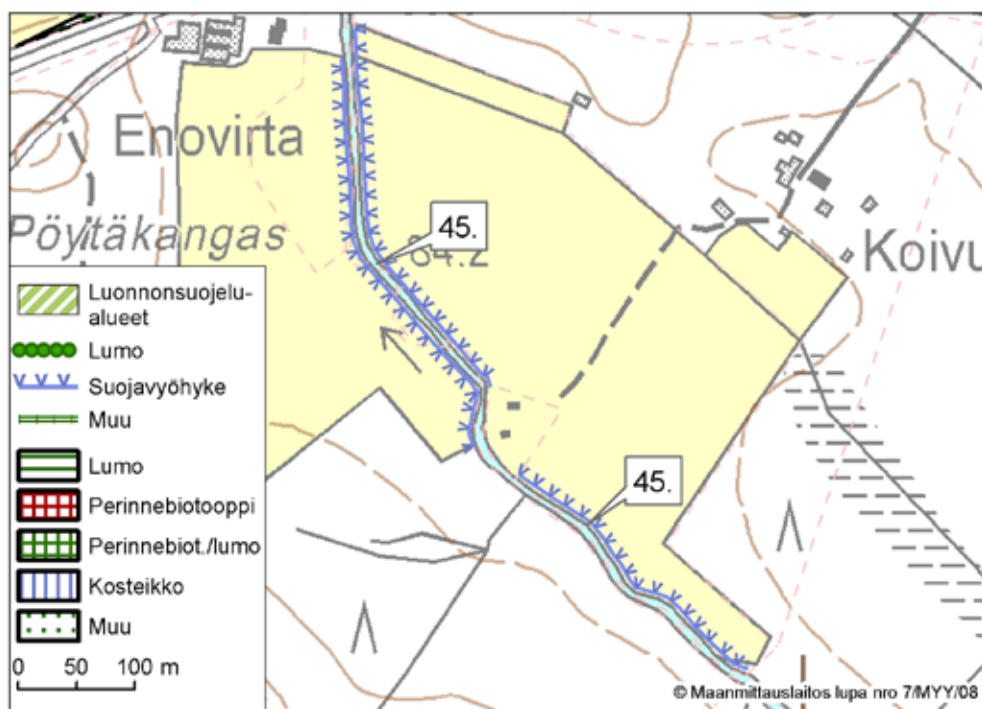 Enovirta
Pöytäkangas
45.
84.2
Koivu
45.
Luonnonsuojelu-
alueet
Lumo
Suojavyöhyke
Muu
Lumo
Perinnebiotooppi
Perinnebiot./lumo
Kosteikko
Muu
0 50 100 m
© Maanmittauslaitos lupa nro 7/MYY/08